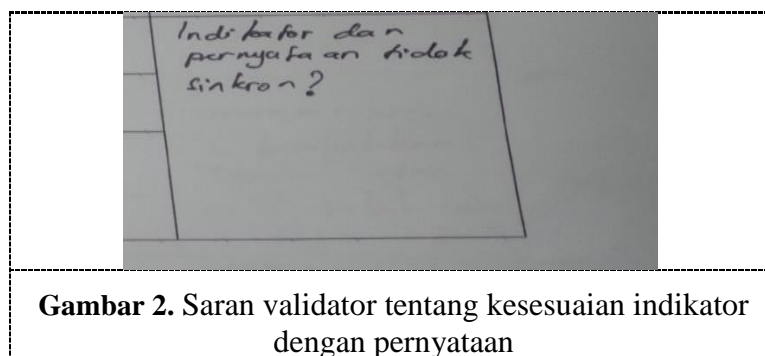 Indikator dan
pernyataan tidak
sinkron?
Gambar 2. Saran validator tentang kesesuaian indikator
dengan pernyataan